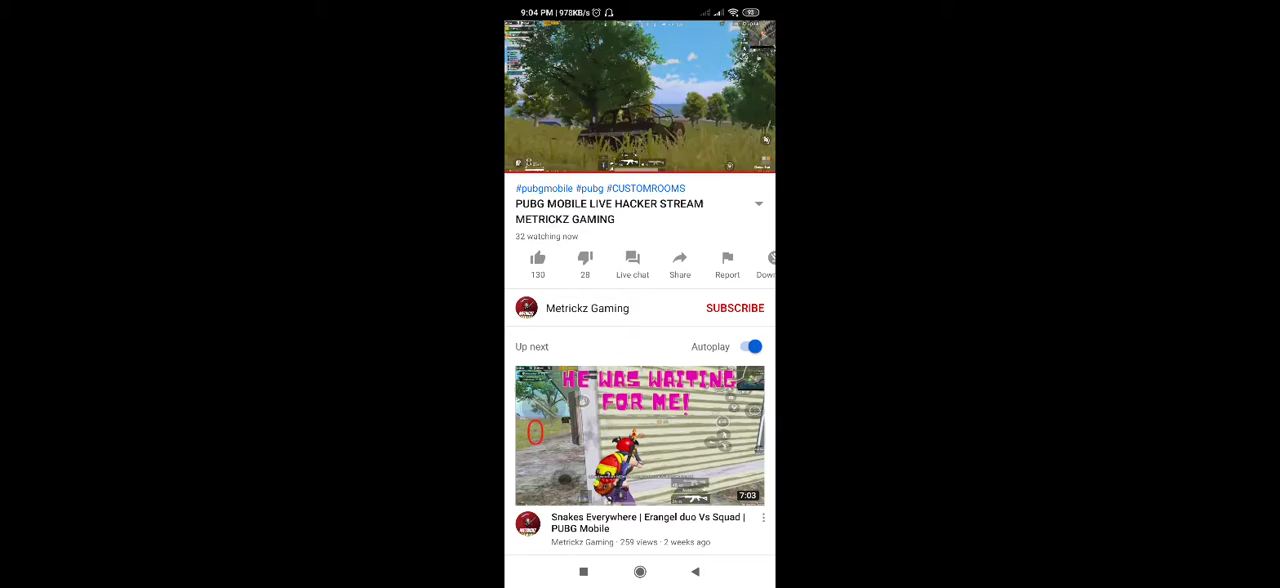 9:04 PM | 978KB/s
93
#pubgmobile #pubg #CUSTOMROOMS
PUBG MOBILE LIVE HACKER STREAM
METRICKZ GAMING
32 watching now
130
28
Live chat
Share
Report
Down
Metrickz Gaming
SUBSCRIBE
Up next
Autoplay
HE WAS WAITING
FOR ME!
7:03
Snakes Everywhere | Erangel duo Vs Squad |
PUBG Mobile
Metrickz Gaming · 259 views · 2 weeks ago